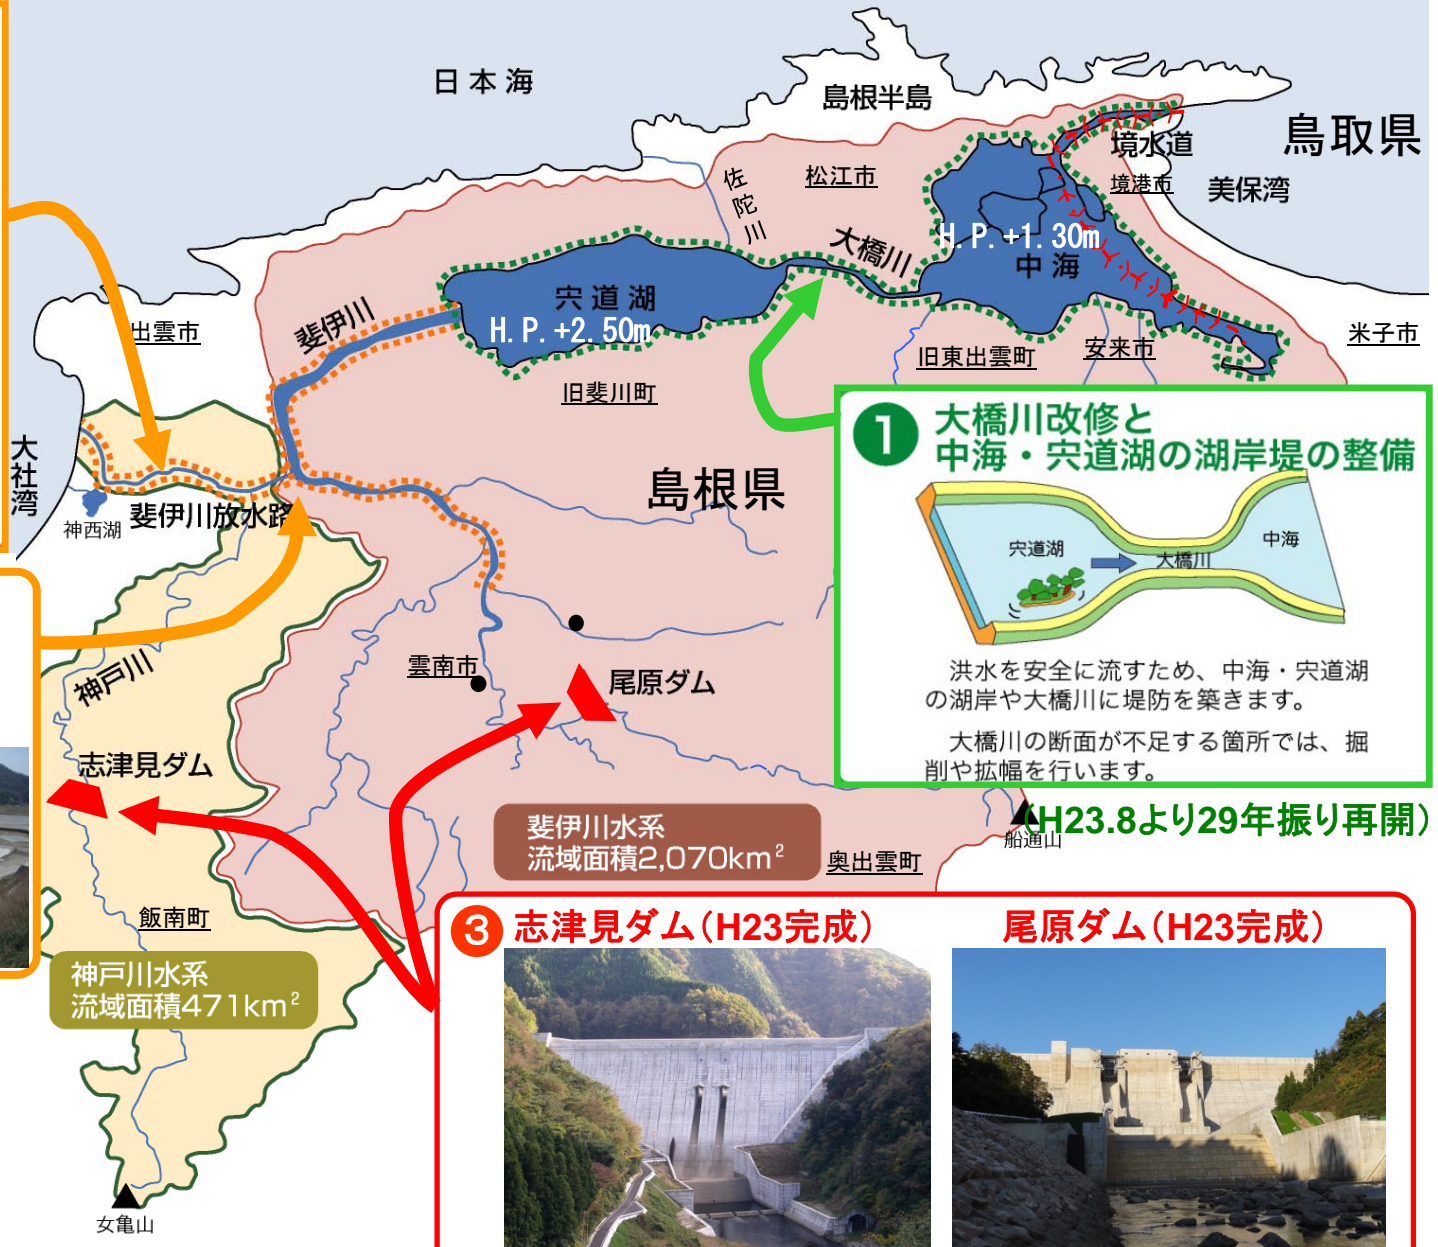 日本海
島根半島
鳥取県
境水道
松江市
境港市
美保湾
佐陀川
大橋川
H.P.+1.30m
中海
宍道湖
H.P.+2.50m
斐伊川
出雲市
米子市
旧東出雲町
安来市
旧斐川町
大社湾
島根県
神西湖
斐伊川放水路
1 大橋川改修と
中海・宍道湖の湖岸堤の整備
宍道湖
大橋川
中海
洪水を安全に流すため、中海・宍道湖
の湖岸や大橋川に堤防を築きます。
大橋川の断面が不足する箇所では、掘
削や拡幅を行います。
(H23.8より29年振り再開)
船通山
神戸川
雲南市
尾原ダム
志津見ダム
斐伊川水系
流域面積2,070km²
奥出雲町
飯南町
神戸川水系
流域面積471km²
女亀山
3 志津見ダム(H23完成)
尾原ダム(H23完成)